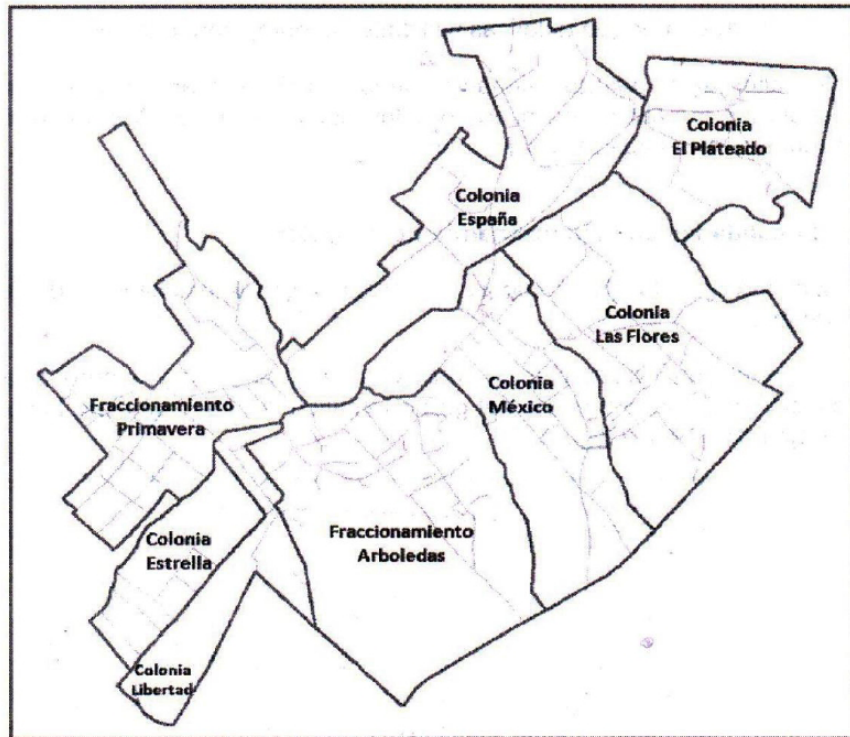 Colonia
El Plateado
Colonia
España
Colonia
Las Flores
Colonia
México
Fraccionamiento
Primavera
Fraccionamiento
Arboledas
Colonia
Estrella
Colonia
Libertad